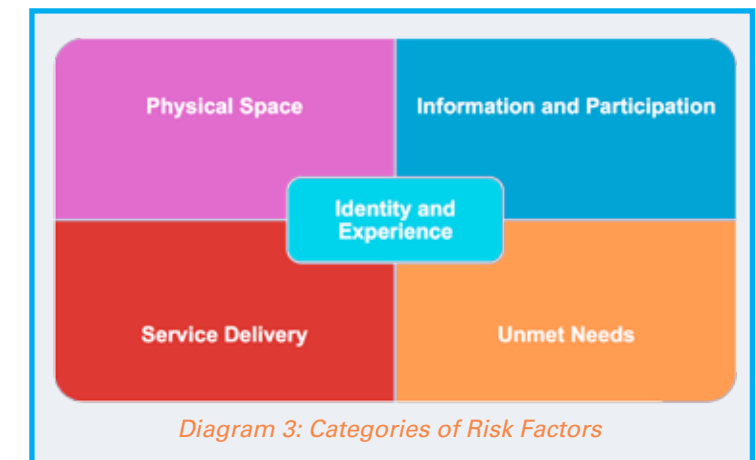 Physical Space
Information and Participation
Identity and
Experience
Service Delivery
Unmet Needs
Diagram 3: Categories of Risk Factors